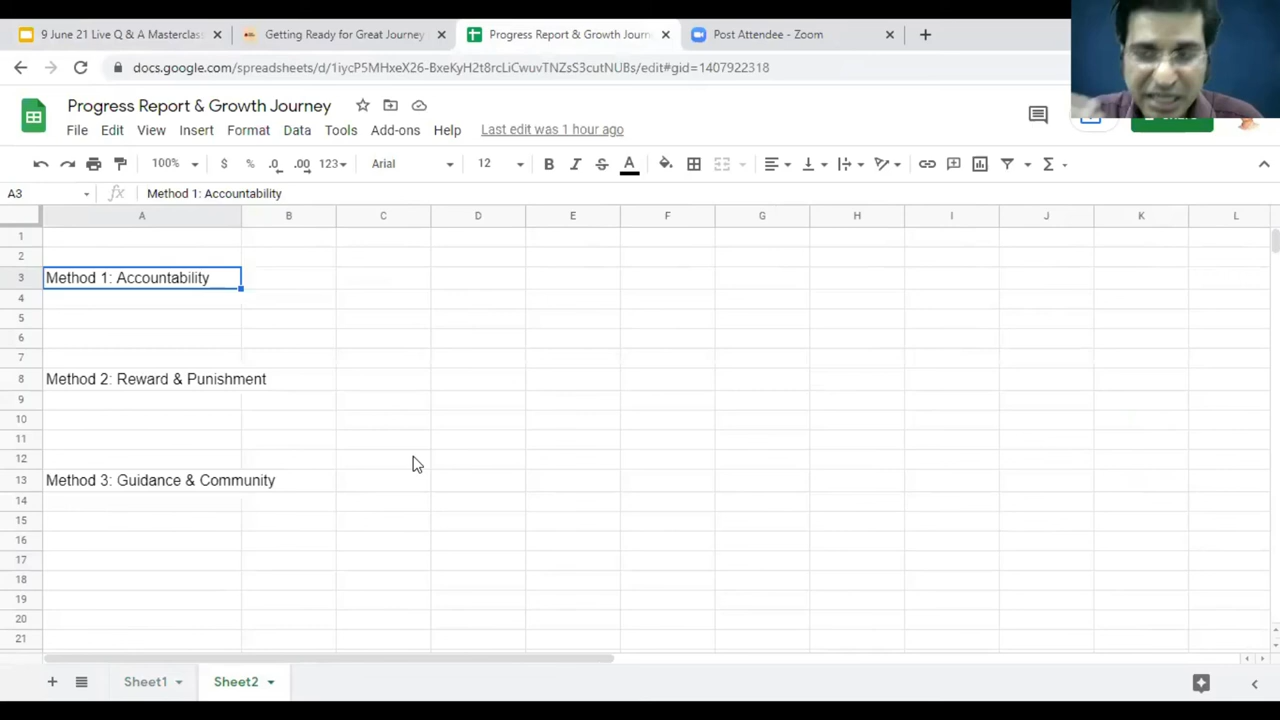 9 June 21 Live Q & A Masterclas
Getting Ready for Great Journey
Progress Report & Growth Journ
Post Attendee - Zoom
docs.google.com/spreadsheets/d/1iycP5MHxeX26-BxeKyH2t8rcLiCwuvTNZsS3cutNUBs/edit#gid=1407922318
Progress Report & Growth Journey
File Edit View Insert Format Data Tools Add-ons Help Last edit was 1 hour ago
100% $ % .0 .00 123 Arial 12 B I S A
A3 fx Method 1: Accountability
A B C D E F G H I J K L
1
2
3 Method 1: Accountability
4
5
6
7
8 Method 2: Reward & Punishment
9
10
11
12
13 Method 3: Guidance & Community
14
15
16
17
18
19
20
21
Sheet1 Sheet2